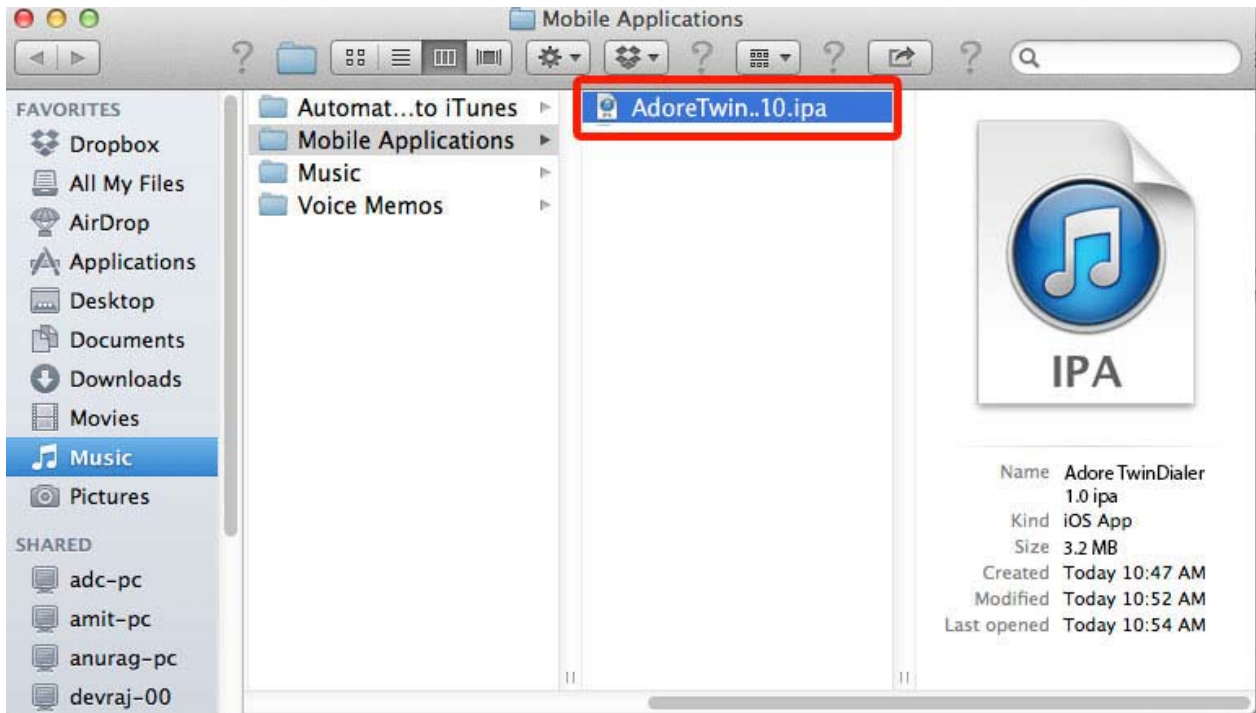 Mobile Applications
? ? ? ?
FAVORITES
Dropbox
All My Files
AirDrop
Applications
Desktop
Documents
Downloads
Movies
Music
Pictures
SHARED
adc-pc
amit-pc
anurag-pc
devraj-00
Automat...to iTunes
Mobile Applications
Music
Voice Memos
AdoreTwin..10.ipa
IPA
Name Adore TwinDialer
1.0 ipa
Kind iOS App
Size 3.2 MB
Created Today 10:47 AM
Modified Today 10:52 AM
Last opened Today 10:54 AM